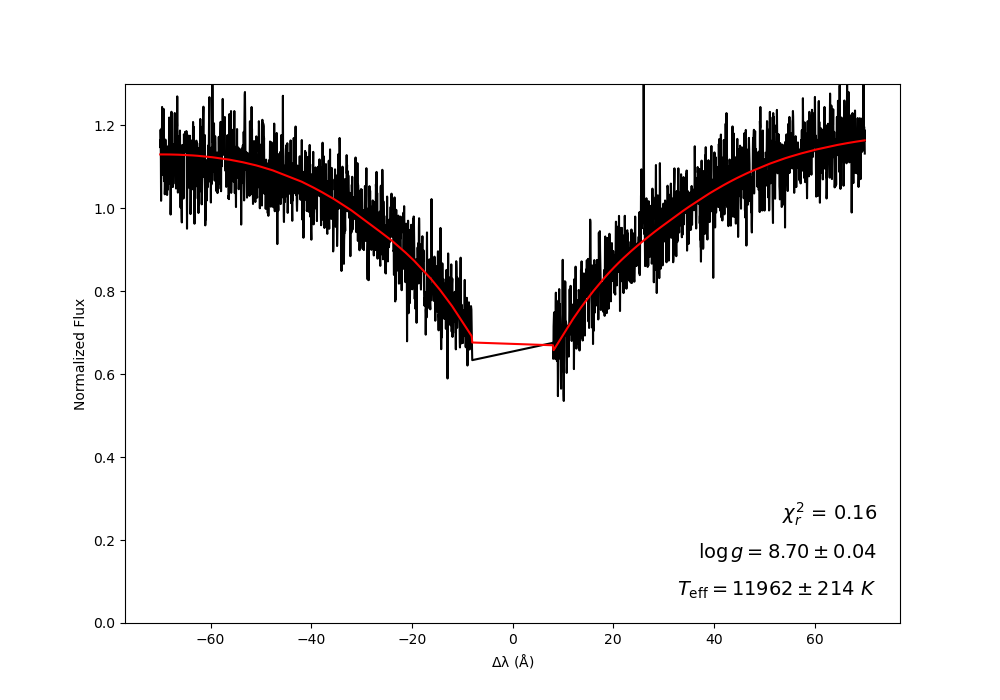 1.2
1.0
0.8
0.6
0.4
0.2
0.0
Normalized Flux
−60 −40 −20 0 20 40 60
Δλ (Å)
χ²ᵣ = 0.16
log g = 8.70 ± 0.04
T_eff = 11962 ± 214 K